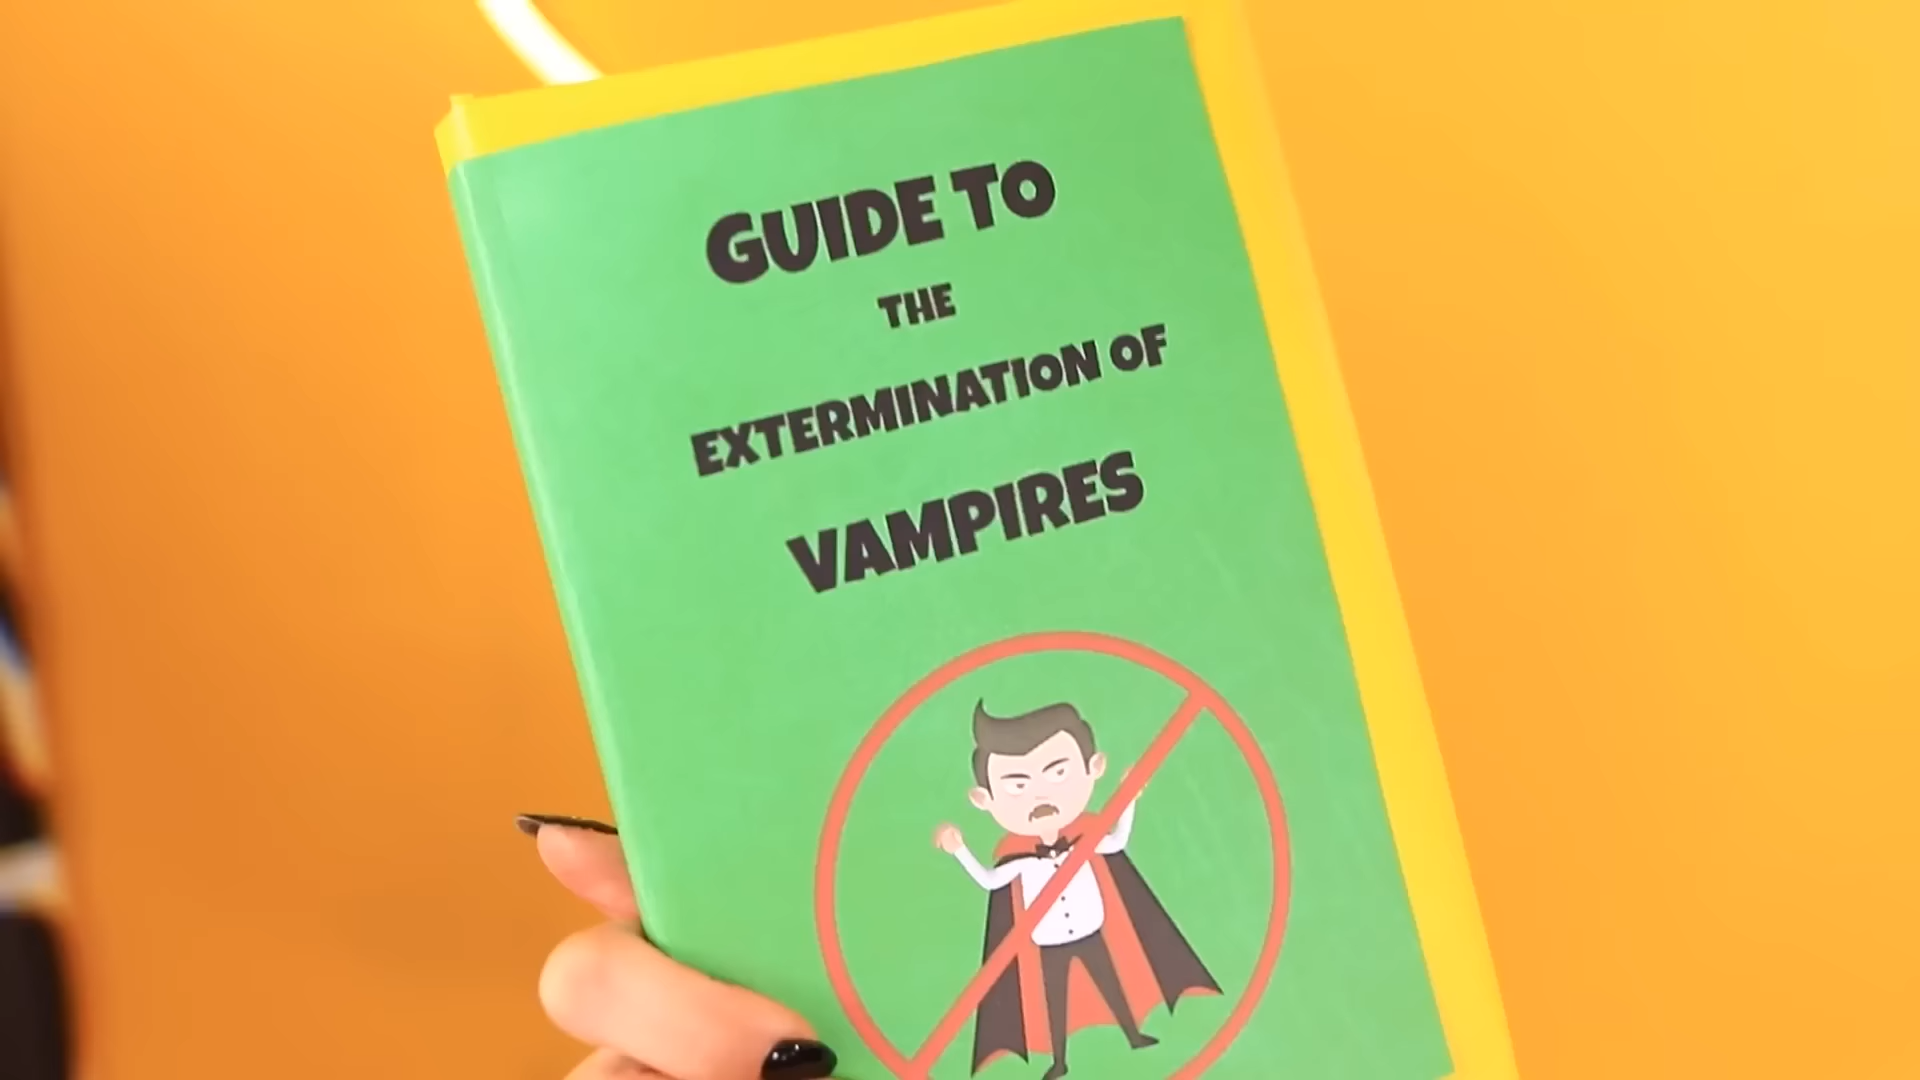 GUIDE TO
THE
EXTERMINATION OF
VAMPIRES